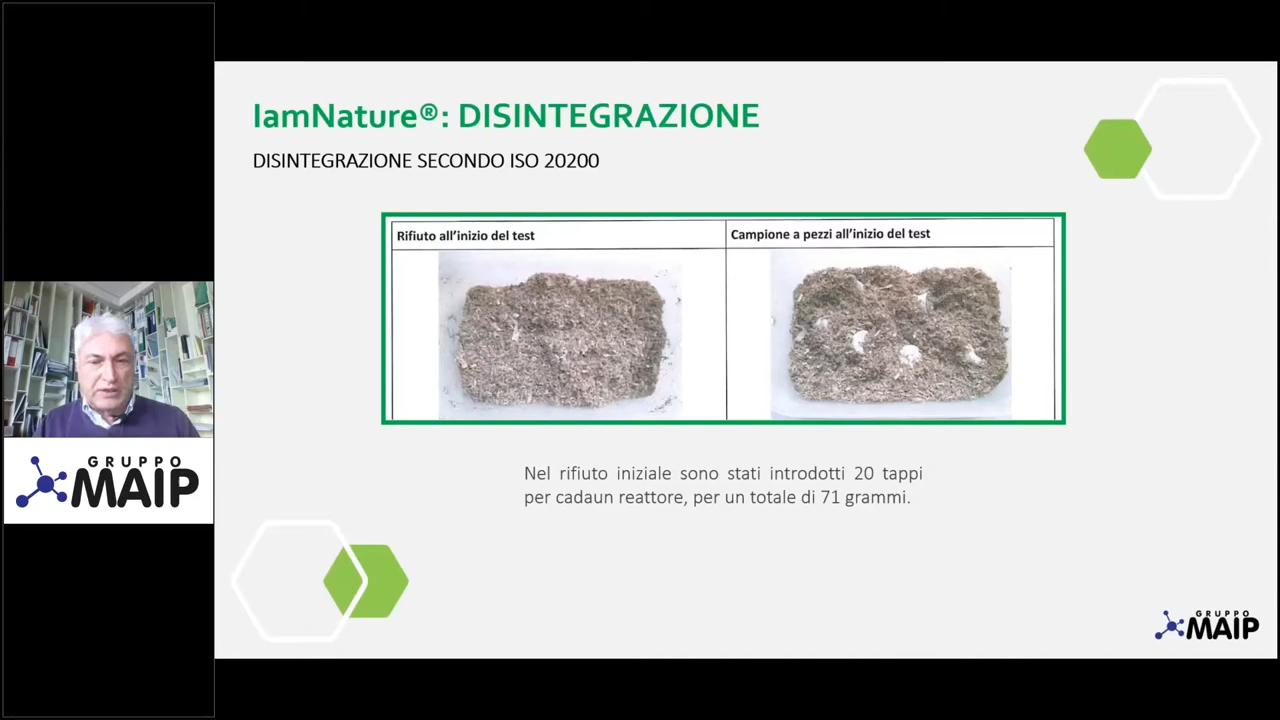 IamNature®: DISINTEGRAZIONE
DISINTEGRAZIONE SECONDO ISO 20200
Rifiuto all'inizio del test
Campione a pezzi all'inizio del test
Nel rifiuto iniziale sono stati introdotti 20 tappi
per cadaun reattore, per un totale di 71 grammi.
GRUPPO
MAIP
GRUPPO
MAIP